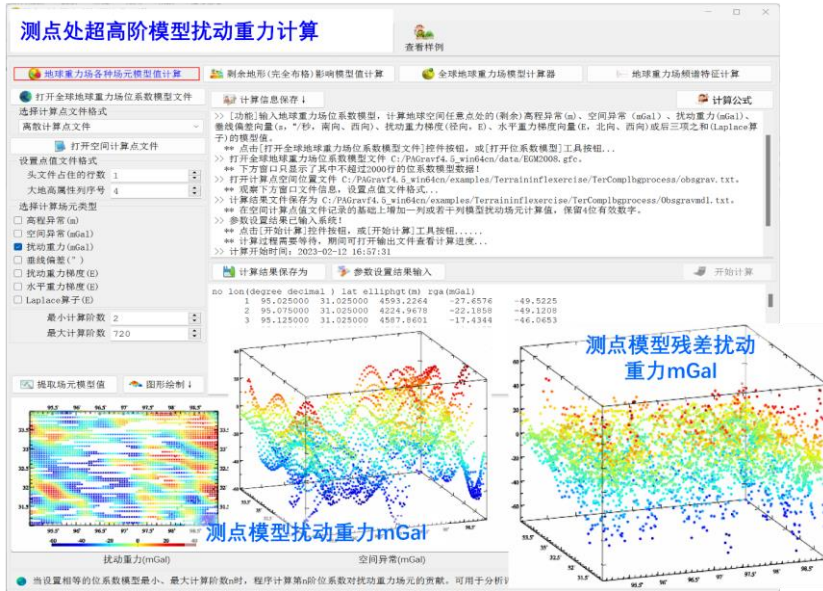 测点处超高阶模型扰动重力计算
查看样例
地球重力场各种场元模型值计算
剩余地形(完全布格)影响模型值计算
全球地球重力场模型计算器
地球重力场频谱特征计算
打开全球地球重力场位系数模型文件
选择计算点文件格式
离散计算点文件
打开空间计算点文件
设置点值文件格式
头文件占住的行数 1
大地高属性列序号 4
选择计算场元类型
高程异常(m)
空间异常(mGal)
扰动重力(mGal)
垂线偏差(")
扰动重力梯度(E)
水平重力梯度(E)
Laplace算子(E)
最小计算阶数 2
最大计算阶数 720
提取场元模型值
图形绘制↓
计算信息保存↓
计算公式
>> [功能]输入地球重力场位系数模型，计算地球空间任意点处的(剩余)高程异常(m)、空间异常 (mGal)、扰动重力(mGal)、
垂线偏差向量(s, "/秒, 南向、西向)、扰动重力梯度(径向, E)、水平重力梯度向量(E, 北向、西向)或后三项之和(Laplace算
子)的模型值。
** 点击[打开全球地球重力场位系数模型文件]控件按钮，或[打开位系数模型]工具按钮...
>> 打开全球地球重力场位系数模型文件 C:/PAGravf4.5_win64cn/data/EGM2008.gfc。
** 下方窗口只显示了其中不超过2000行的位系数模型数据!
>> 打开计算点空间位置文件 C:/PAGravf4.5_win64cn/examples/Terraininflexercise/TerComplbgprocess/obsgrav.txt。
** 观察下方窗口文件信息，设置点值文件格式...
>> 计算结果文件保存为 C:/PAGravf4.5_win64cn/examples/Terraininflexercise/TerComplbgprocess/Obsgravmdl.txt。
** 在空间计算点文件记录的基础上增加一列或若干列模型扰动场元计算值，保留4位有效数字。
>> 参数设置结果已输入系统!
** 点击[开始计算]控件按钮，或[开始计算]工具按钮......
** 计算过程需要等待，期间可打开输出文件查看计算进度...
>> 计算开始时间: 2023-02-12 16:57:31
计算结果保存为
参数设置结果输入
开始计算
no lon(degree decimal ) lat elliphgt(m) rga(mGal)
1 95.025000 31.025000 4593.2264 -27.6576 -49.5225
2 95.075000 31.025000 4224.9678 -22.1858 -49.1208
3 95.125000 31.025000 4587.8601 -17.4344 -46.0653
测点模型残差扰动
重力mGal
测点模型扰动重力mGal
扰动重力(mGal)
空间异常(mGal)
当设置相等的位系数模型最小、最大计算阶数n时，程序计算第n阶位系数对扰动重力场元的贡献。可用于分析